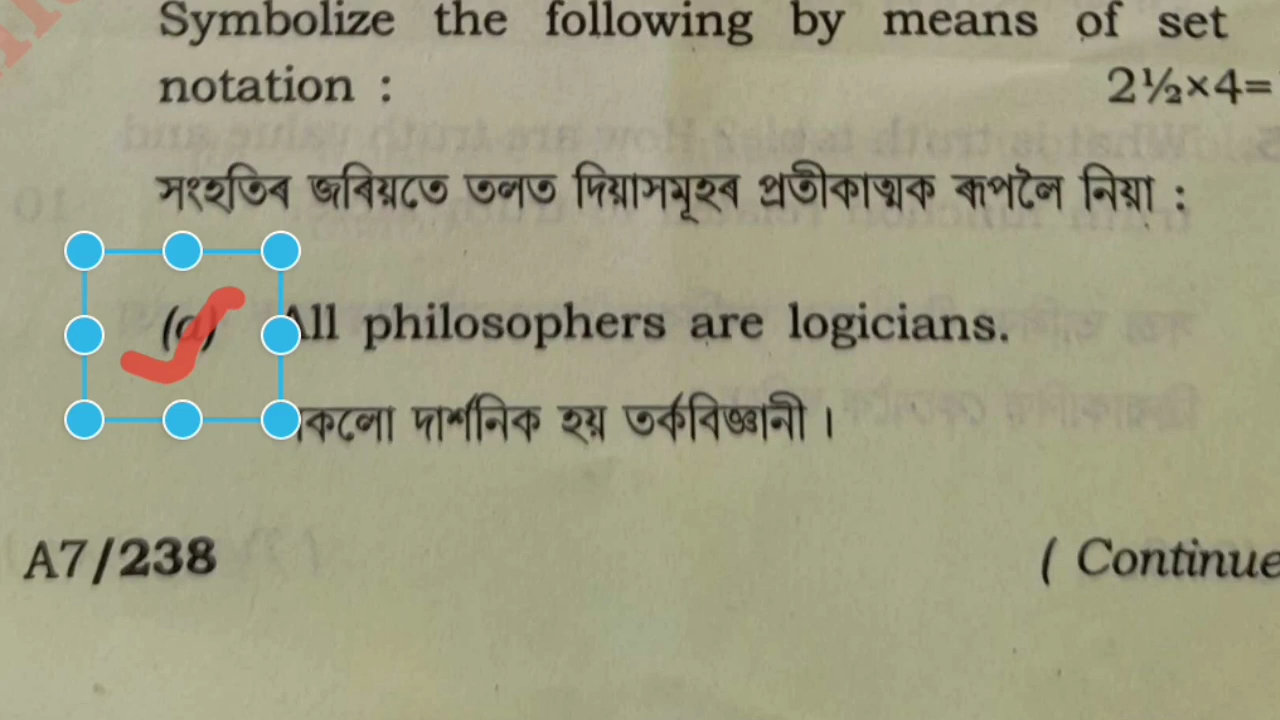 Symbolize the following by means of set
notation : 2½×4=
সংহতিৰ জৰিয়তে তলত দিয়াসমূহৰ প্ৰতীকাত্মক ৰূপলৈ নিয়া :
(a) All philosophers are logicians.
দাৰ্শনিক হয় তৰ্কবিজ্ঞানী ।
A7/238 ( Continue